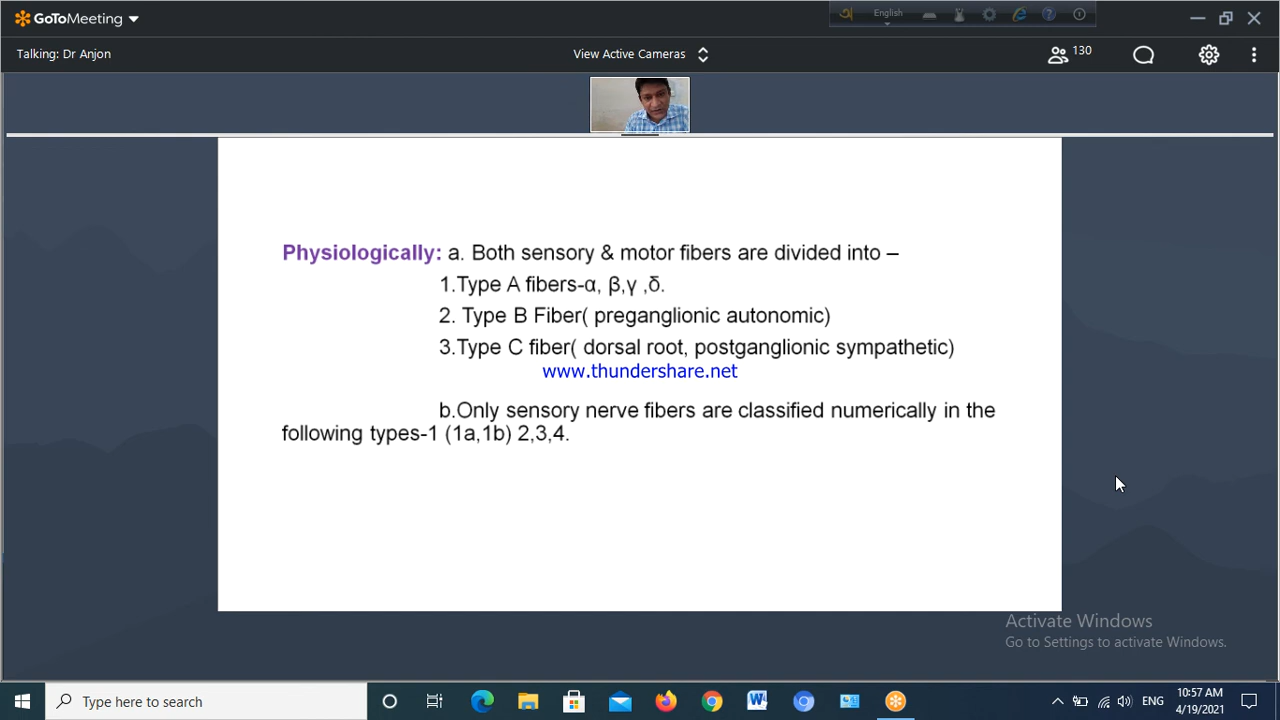 GoToMeeting
English
Talking: Dr Anjon
View Active Cameras
130
Physiologically: a. Both sensory & motor fibers are divided into –
1.Type A fibers-α, β,γ ,δ.
2. Type B Fiber( preganglionic autonomic)
3.Type C fiber( dorsal root, postganglionic sympathetic)
www.thundershare.net
b.Only sensory nerve fibers are classified numerically in the
following types-1 (1a,1b) 2,3,4.
Activate Windows
Go to Settings to activate Windows.
Type here to search
ENG
10:57 AM
4/19/2021